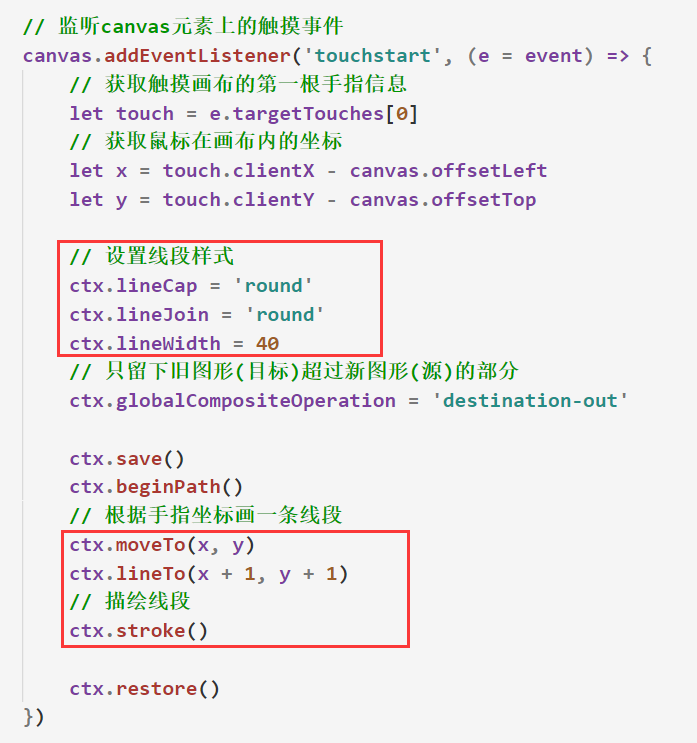 // 监听canvas元素上的触摸事件
canvas.addEventListener('touchstart', (e = event) => {
// 获取触摸画布的第一根手指信息
let touch = e.targetTouches[0]
// 获取鼠标在画布内的坐标
let x = touch.clientX - canvas.offsetLeft
let y = touch.clientY - canvas.offsetTop
// 设置线段样式
ctx.lineCap = 'round'
ctx.lineJoin = 'round'
ctx.lineWidth = 40
// 只留下旧图形(目标)超过新图形(源)的部分
ctx.globalCompositeOperation = 'destination-out'
ctx.save()
ctx.beginPath()
// 根据手指坐标画一条线段
ctx.moveTo(x, y)
ctx.lineTo(x + 1, y + 1)
// 描绘线段
ctx.stroke()
ctx.restore()
})